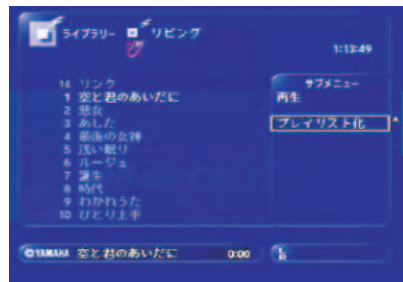 ライブラリー リビング
1:13:49
14 リンク
1 空と君のあいだに
2 悪女
3 あした
4 最後の女神
5 浅い眠り
6 ルージュ
7 誕生
8 時代
9 わかれうた
10 ひとり上手
サブメニュー
再生
プレイリスト化
©YAMAHA 空と君のあいだに 0:00
L
R